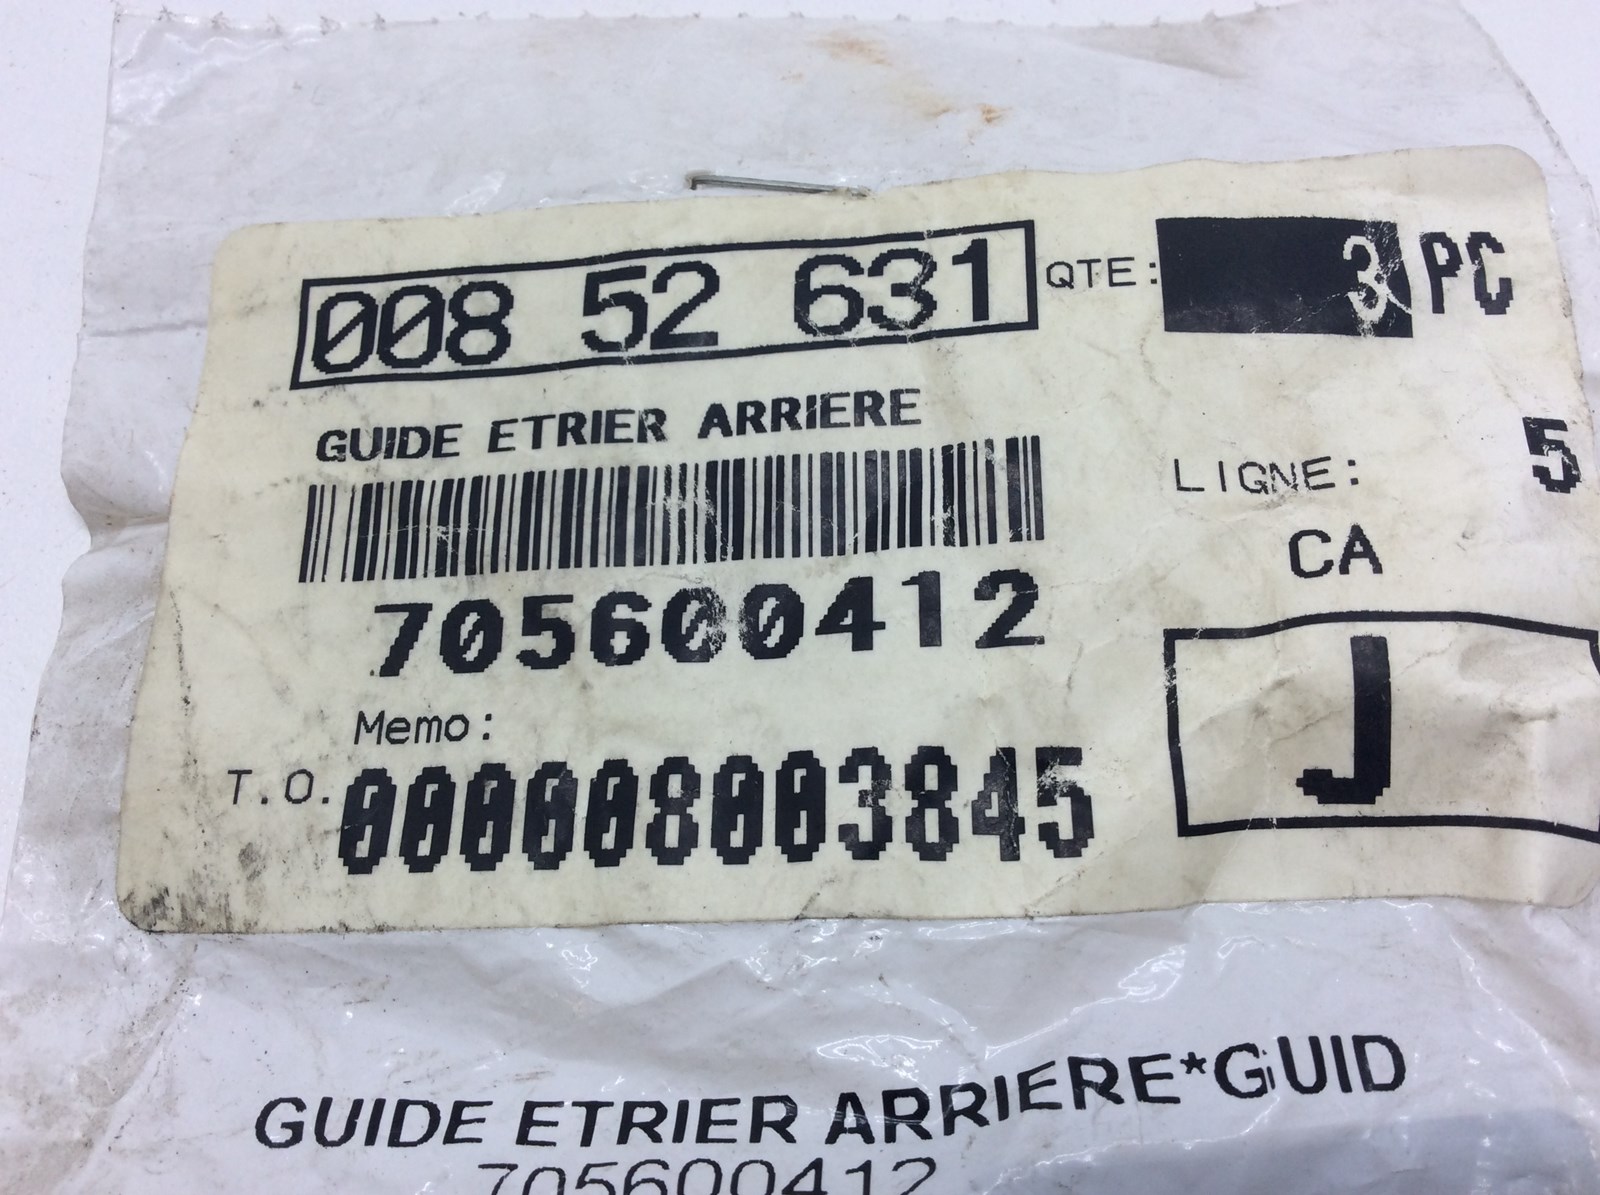 008 52 631 QTE: 3 PC
GUIDE ETRIER ARRIERE
LIGNE: 5
CA
705600412
J
Memo:
T.O. 000008003845
GUIDE ETRIER ARRIERE*GUID
705600412